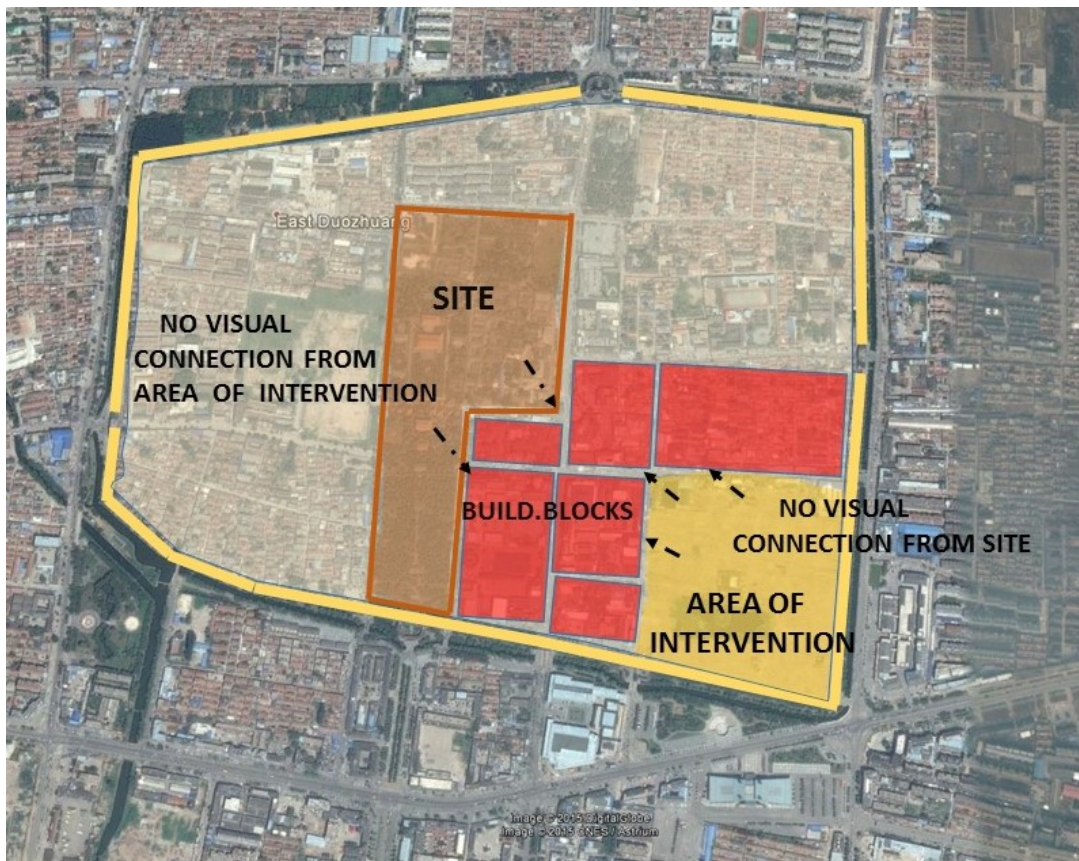 East Duozhuang
SITE
NO VISUAL
CONNECTION FROM
AREA OF INTERVENTION
BUILD.BLOCKS
NO VISUAL
CONNECTION FROM SITE
AREA OF
INTERVENTION
Image © 2015 DigitalGlobe
Image © 2015 CNES / Astrium